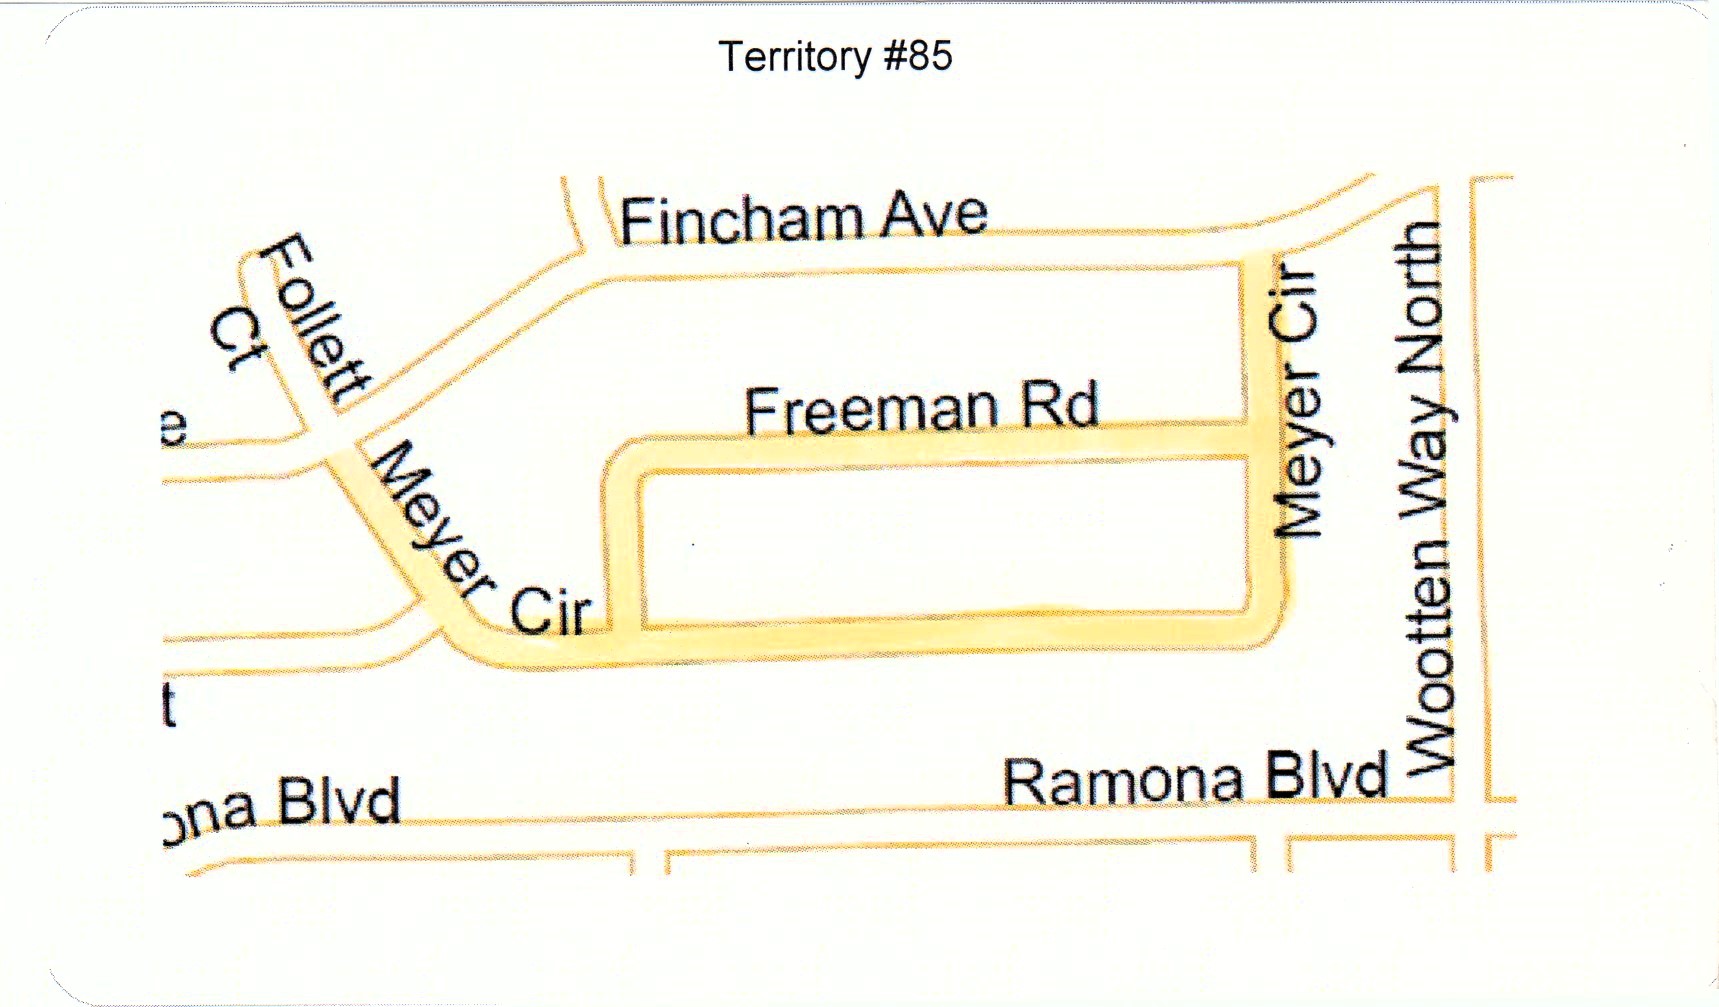 Territory #85
Fincham Ave
Follett
Ct
e
Freeman Rd
Meyer Cir
Meyer Cir
Wootten Way North
t
ona Blvd
Ramona Blvd